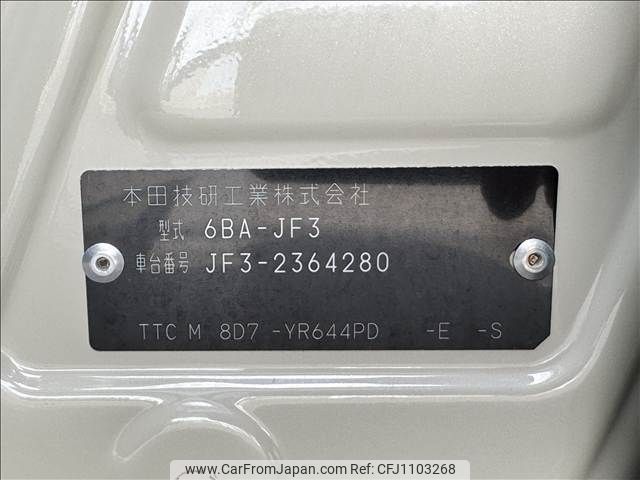 本田技研工業株式会社
型式 6BA-JF3
車台番号 JF3-2364280
TTC M 8D7 -YR644PD -E -S
www.CarFromJapan.com CFJ1103268